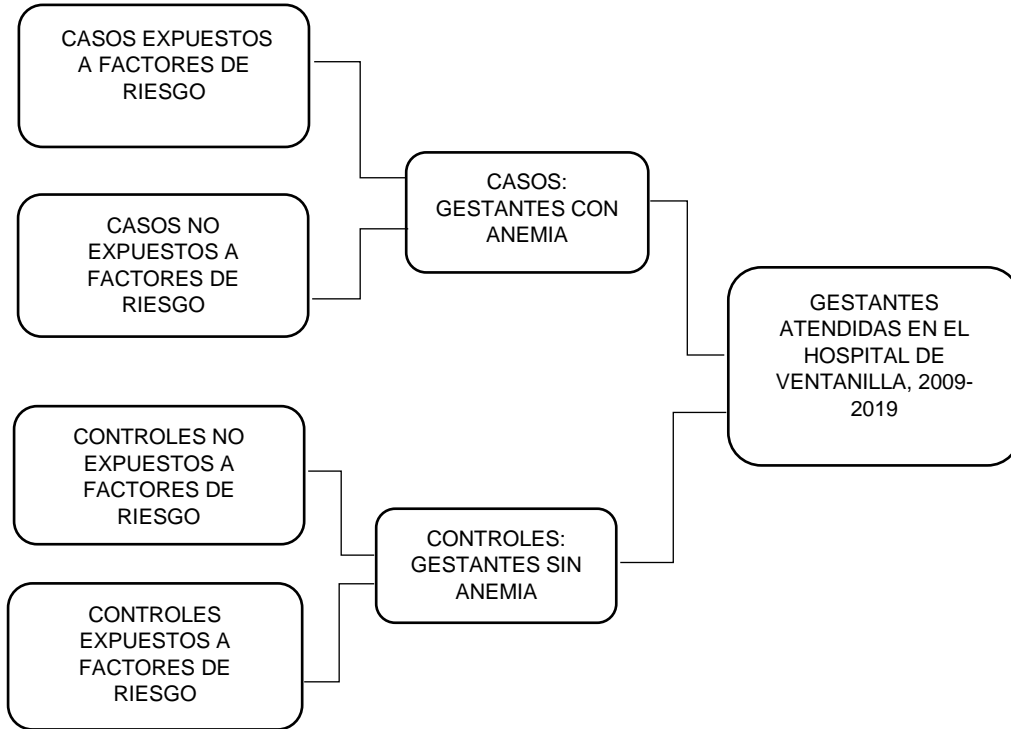 CASOS EXPUESTOS
A FACTORES DE
RIESGO
CASOS NO
EXPUESTOS A
FACTORES DE
RIESGO
CASOS:
GESTANTES CON
ANEMIA
GESTANTES
ATENDIDAS EN EL
HOSPITAL DE
VENTANILLA, 2009-
2019
CONTROLES NO
EXPUESTOS A
FACTORES DE
RIESGO
CONTROLES:
GESTANTES SIN
ANEMIA
CONTROLES
EXPUESTOS A
FACTORES DE
RIESGO